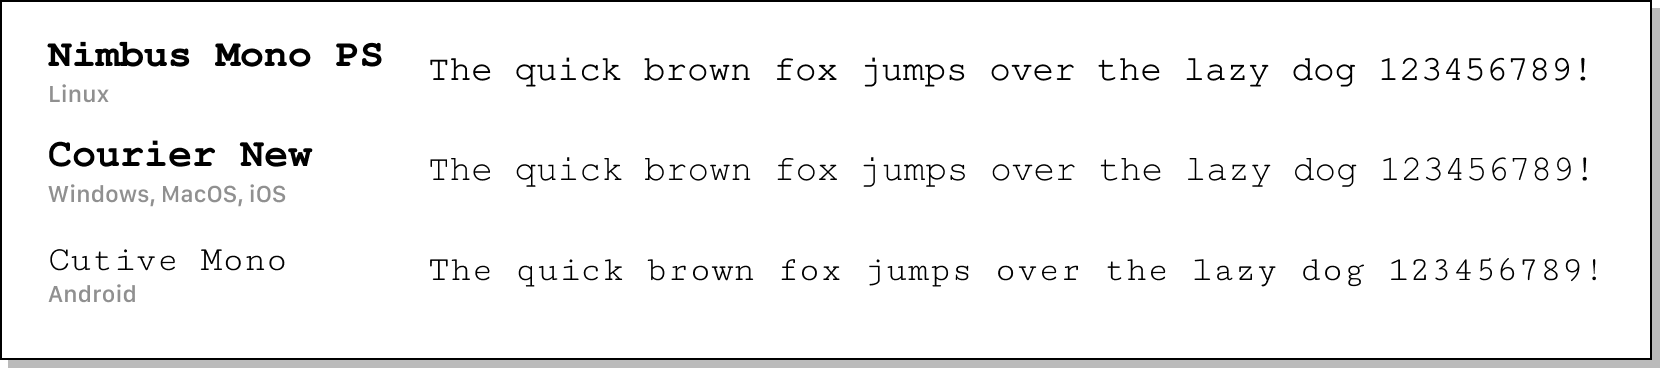 Nimbus Mono PS
The quick brown fox jumps over the lazy dog 123456789!
Linux
Courier New
The quick brown fox jumps over the lazy dog 123456789!
Windows, MacOS, iOS
Cutive Mono
The quick brown fox jumps over the lazy dog 123456789!
Android